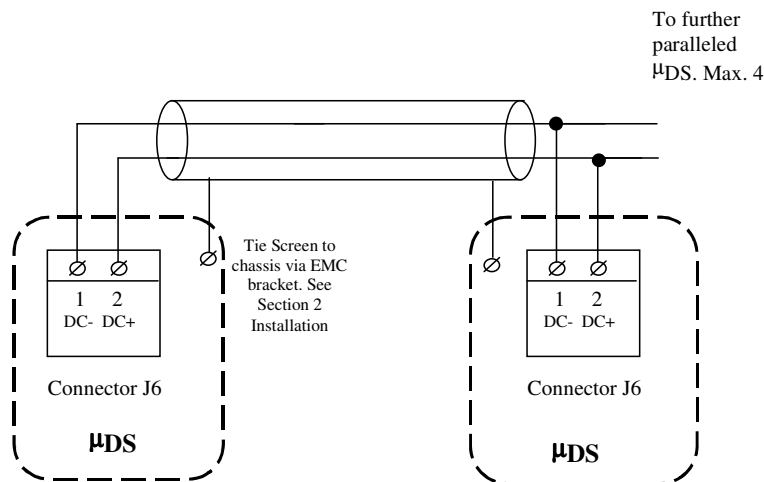 To further
paralleled
μDS. Max. 4
Tie Screen to
chassis via EMC
bracket. See
Section 2
Installation
1 2
DC- DC+
Connector J6
μDS
1 2
DC- DC+
Connector J6
μDS